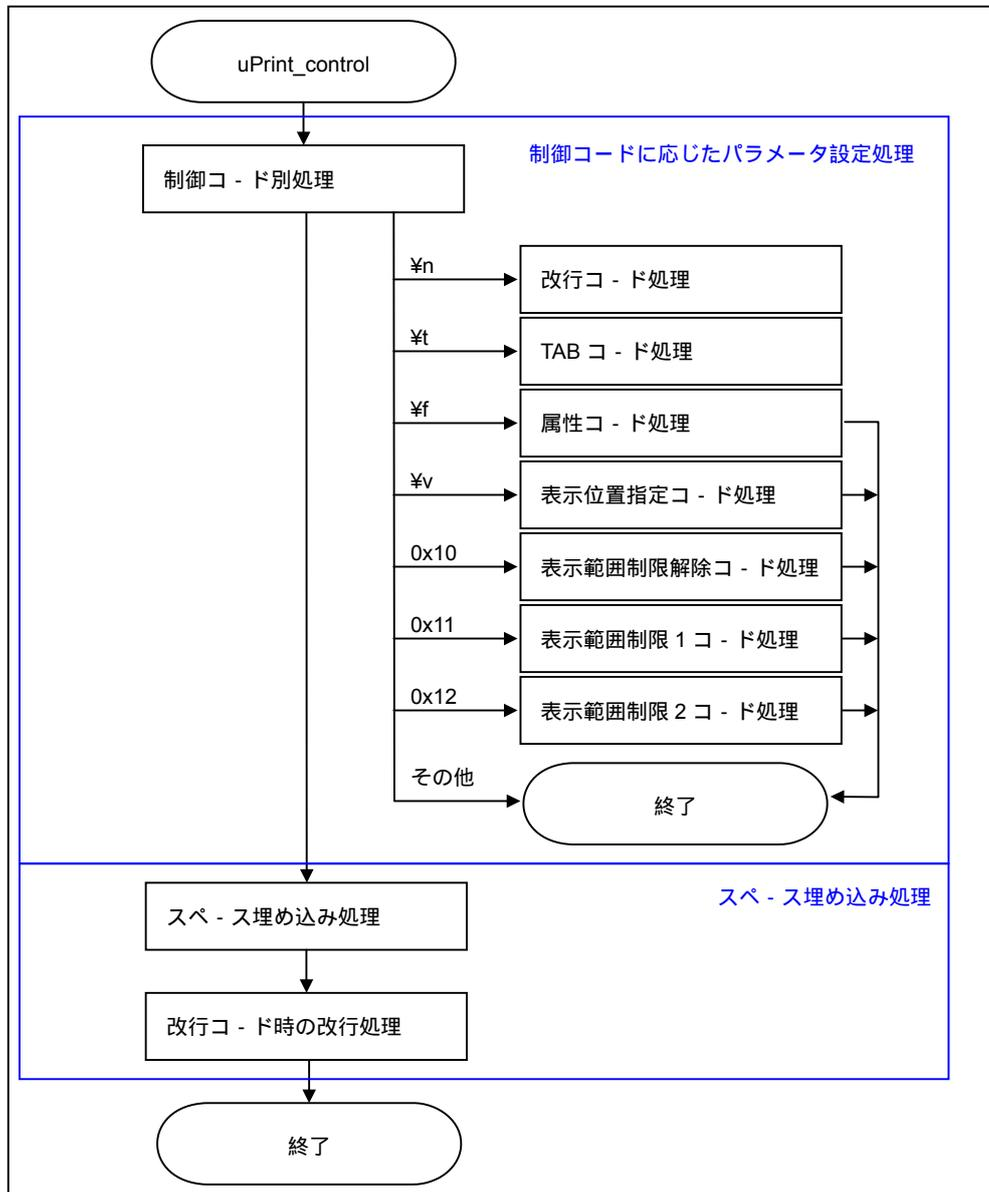 uPrint_control
制御コードに応じたパラメータ設定処理
制御コ - ド別処理
¥n
改行コ - ド処理
¥t
TAB コ - ド処理
¥f
属性コ - ド処理
¥v
表示位置指定コ - ド処理
0x10
表示範囲制限解除コ - ド処理
0x11
表示範囲制限 1 コ - ド処理
0x12
表示範囲制限 2 コ - ド処理
その他
終了
スペ - ス埋め込み処理
スペ - ス埋め込み処理
改行コ - ド時の改行処理
終了